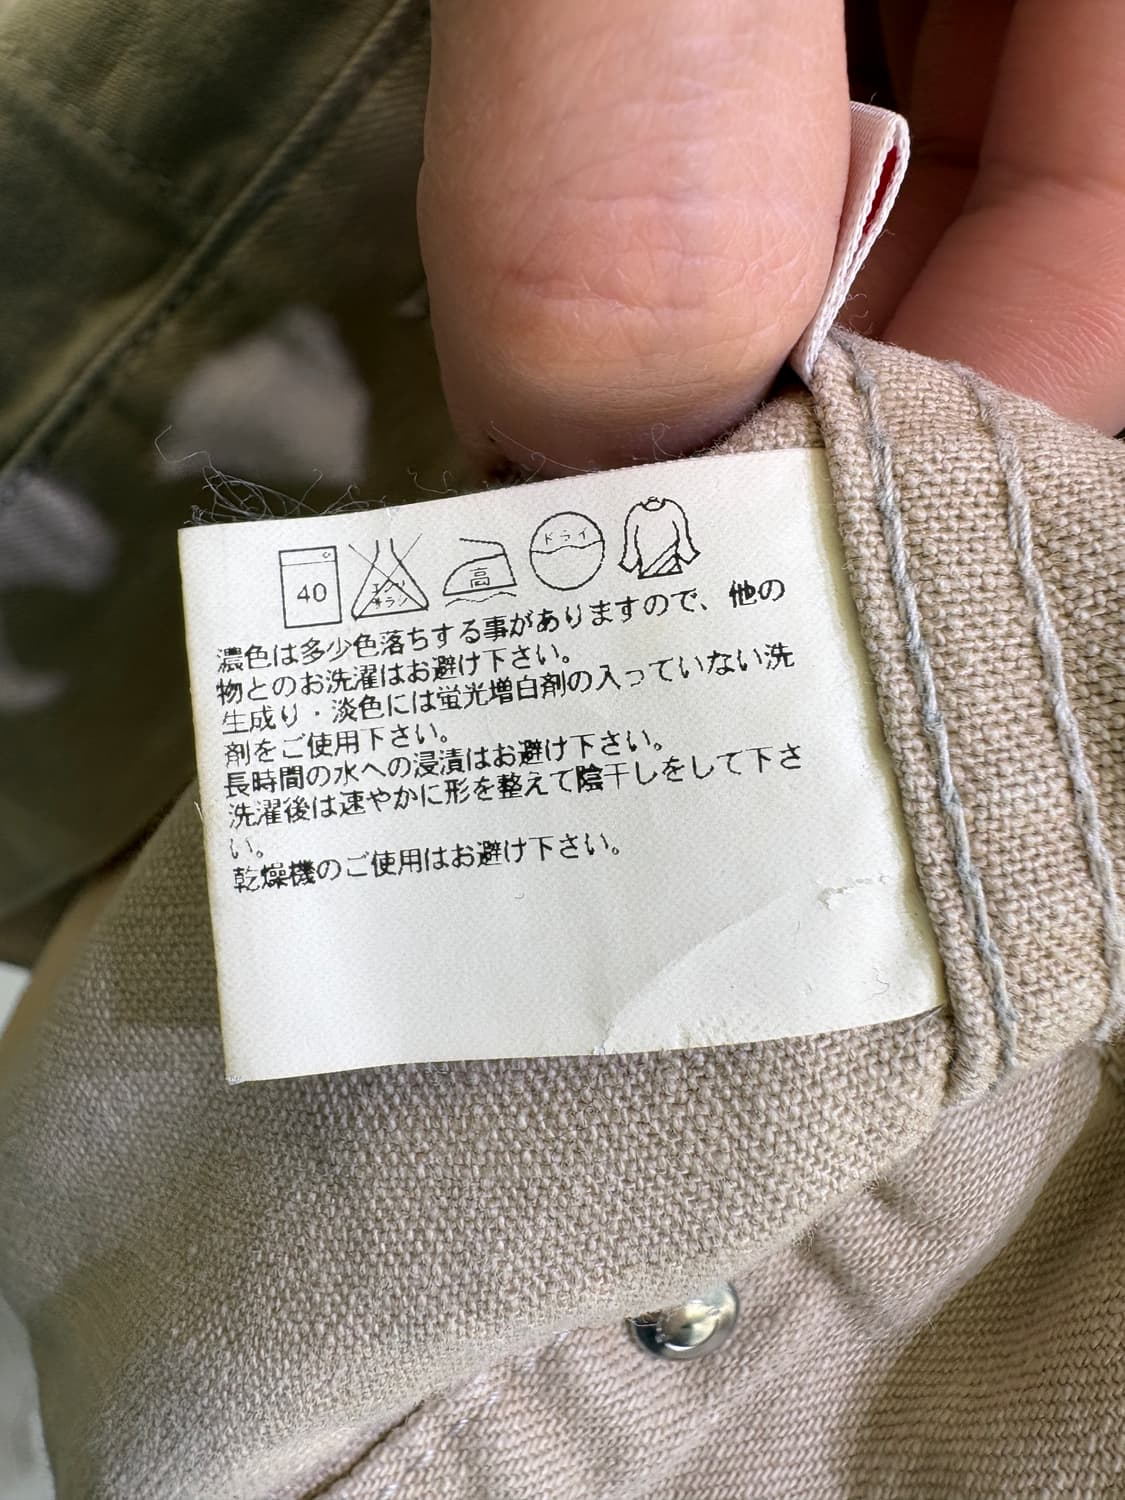 40
エンソ
サラシ
高
ドライ
濃色は多少色落ちする事がありますので、他の
物とのお洗濯はお避け下さい。
生成り・淡色には蛍光増白剤の入っていない洗
剤をご使用下さい。
長時間の水への浸漬はお避け下さい。
洗濯後は速やかに形を整えて陰干しをして下さ
い。
乾燥機のご使用はお避け下さい。